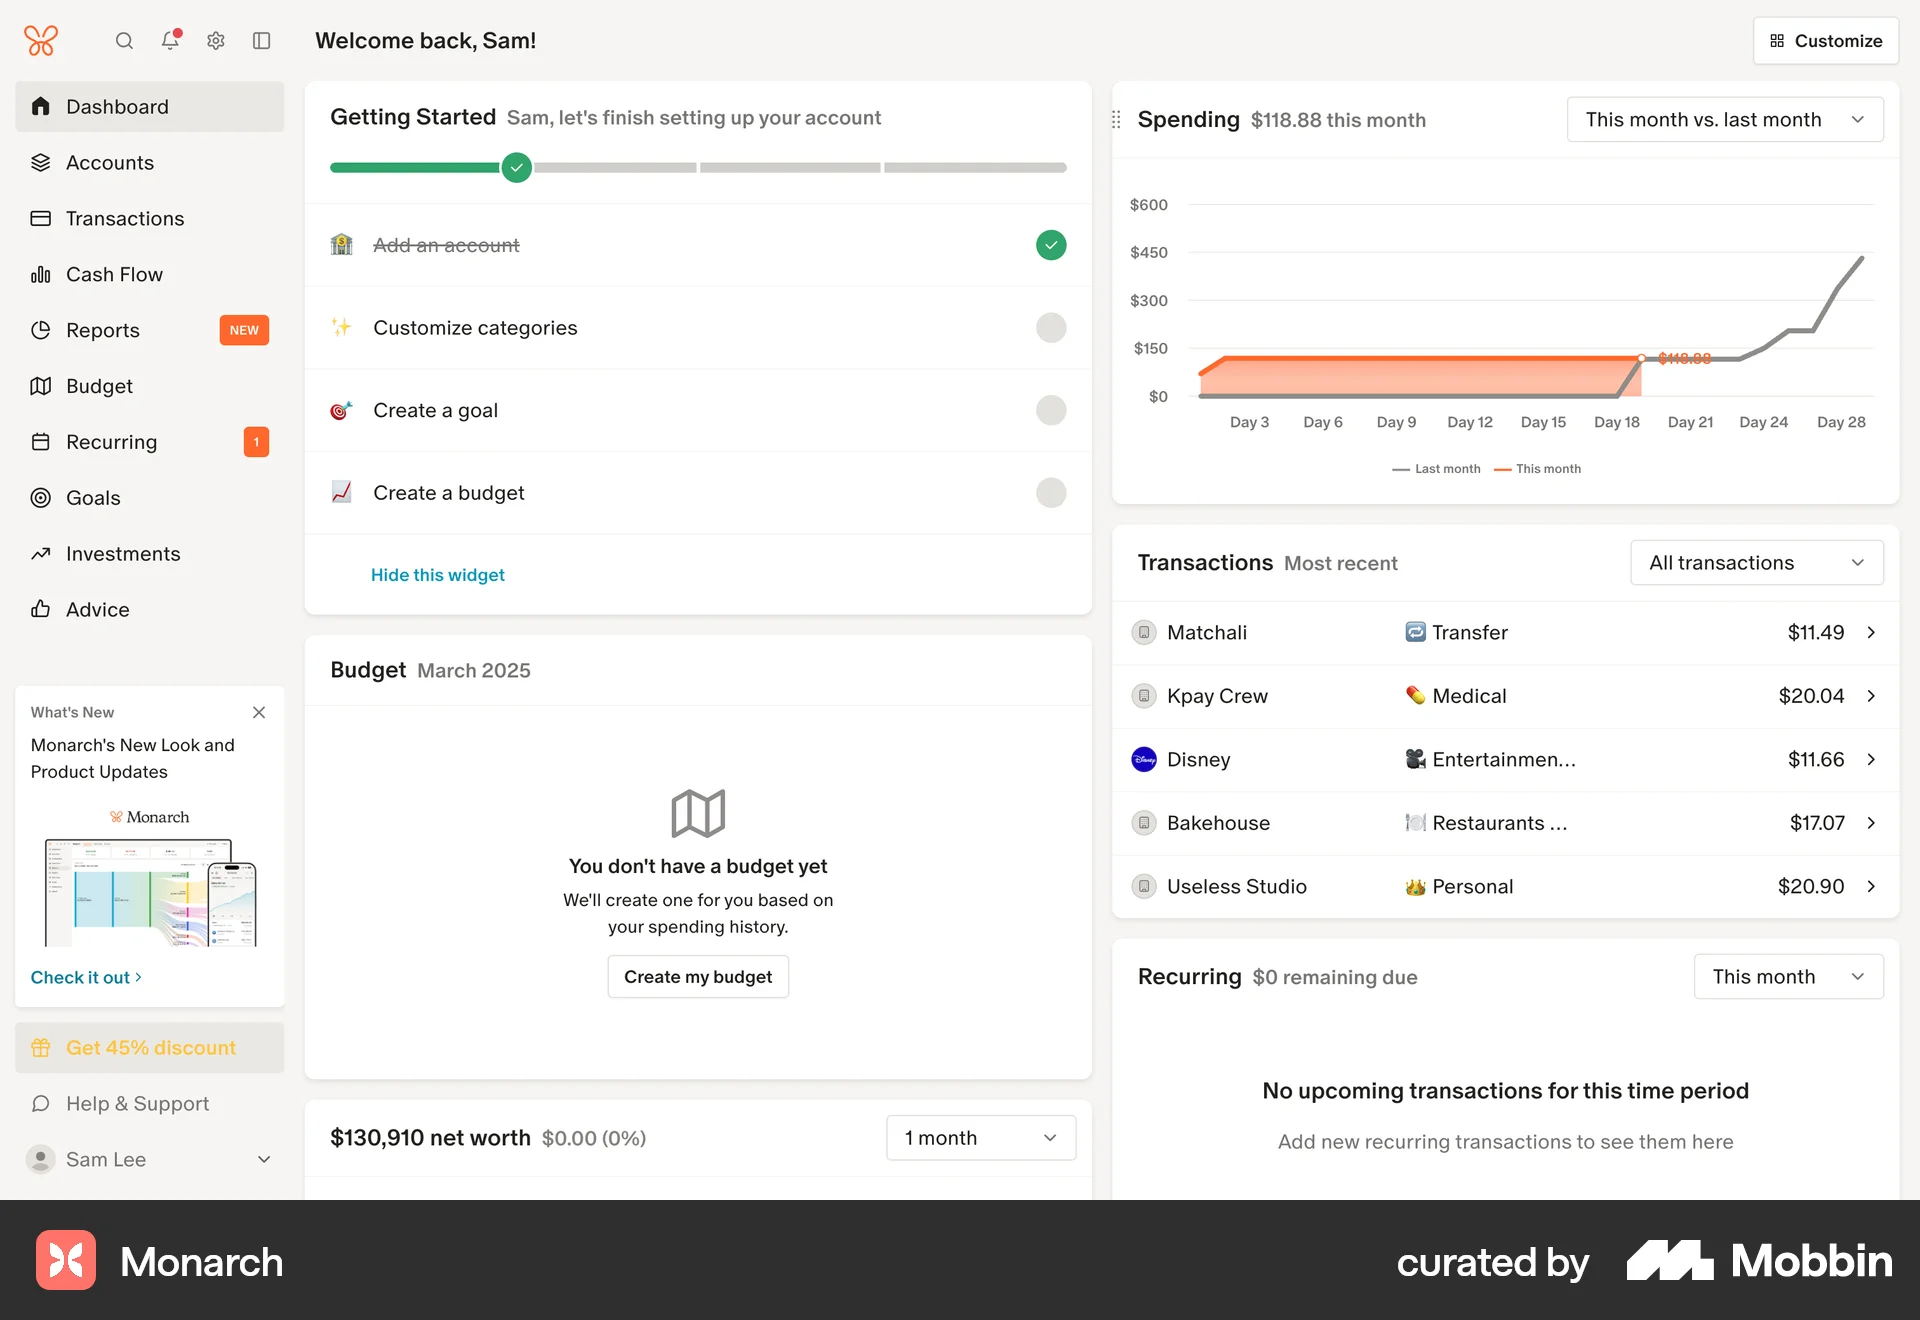 Welcome back, Sam!
Customize
Dashboard
Accounts
Transactions
Cash Flow
Reports
NEW
Budget
Recurring
1
Goals
Investments
Advice
What's New
Monarch's New Look and
Product Updates
Monarch
Check it out
Get 45% discount
Help & Support
Sam Lee
Getting Started Sam, let's finish setting up your account
Add an account
Customize categories
Create a goal
Create a budget
Hide this widget
Budget March 2025
You don't have a budget yet
We'll create one for you based on
your spending history.
Create my budget
$130,910 net worth $0.00 (0%)
1 month
Spending $118.88 this month
This month vs. last month
$600
$450
$300
$150
$0
$118.88
Day 3 Day 6 Day 9 Day 12 Day 15 Day 18 Day 21 Day 24 Day 28
Last month This month
Transactions Most recent
All transactions
Matchali Transfer $11.49
Kpay Crew Medical $20.04
Disney Entertainmen... $11.66
Bakehouse Restaurants ... $17.07
Useless Studio Personal $20.90
Recurring $0 remaining due
This month
No upcoming transactions for this time period
Add new recurring transactions to see them here
Monarch
curated by Mobbin